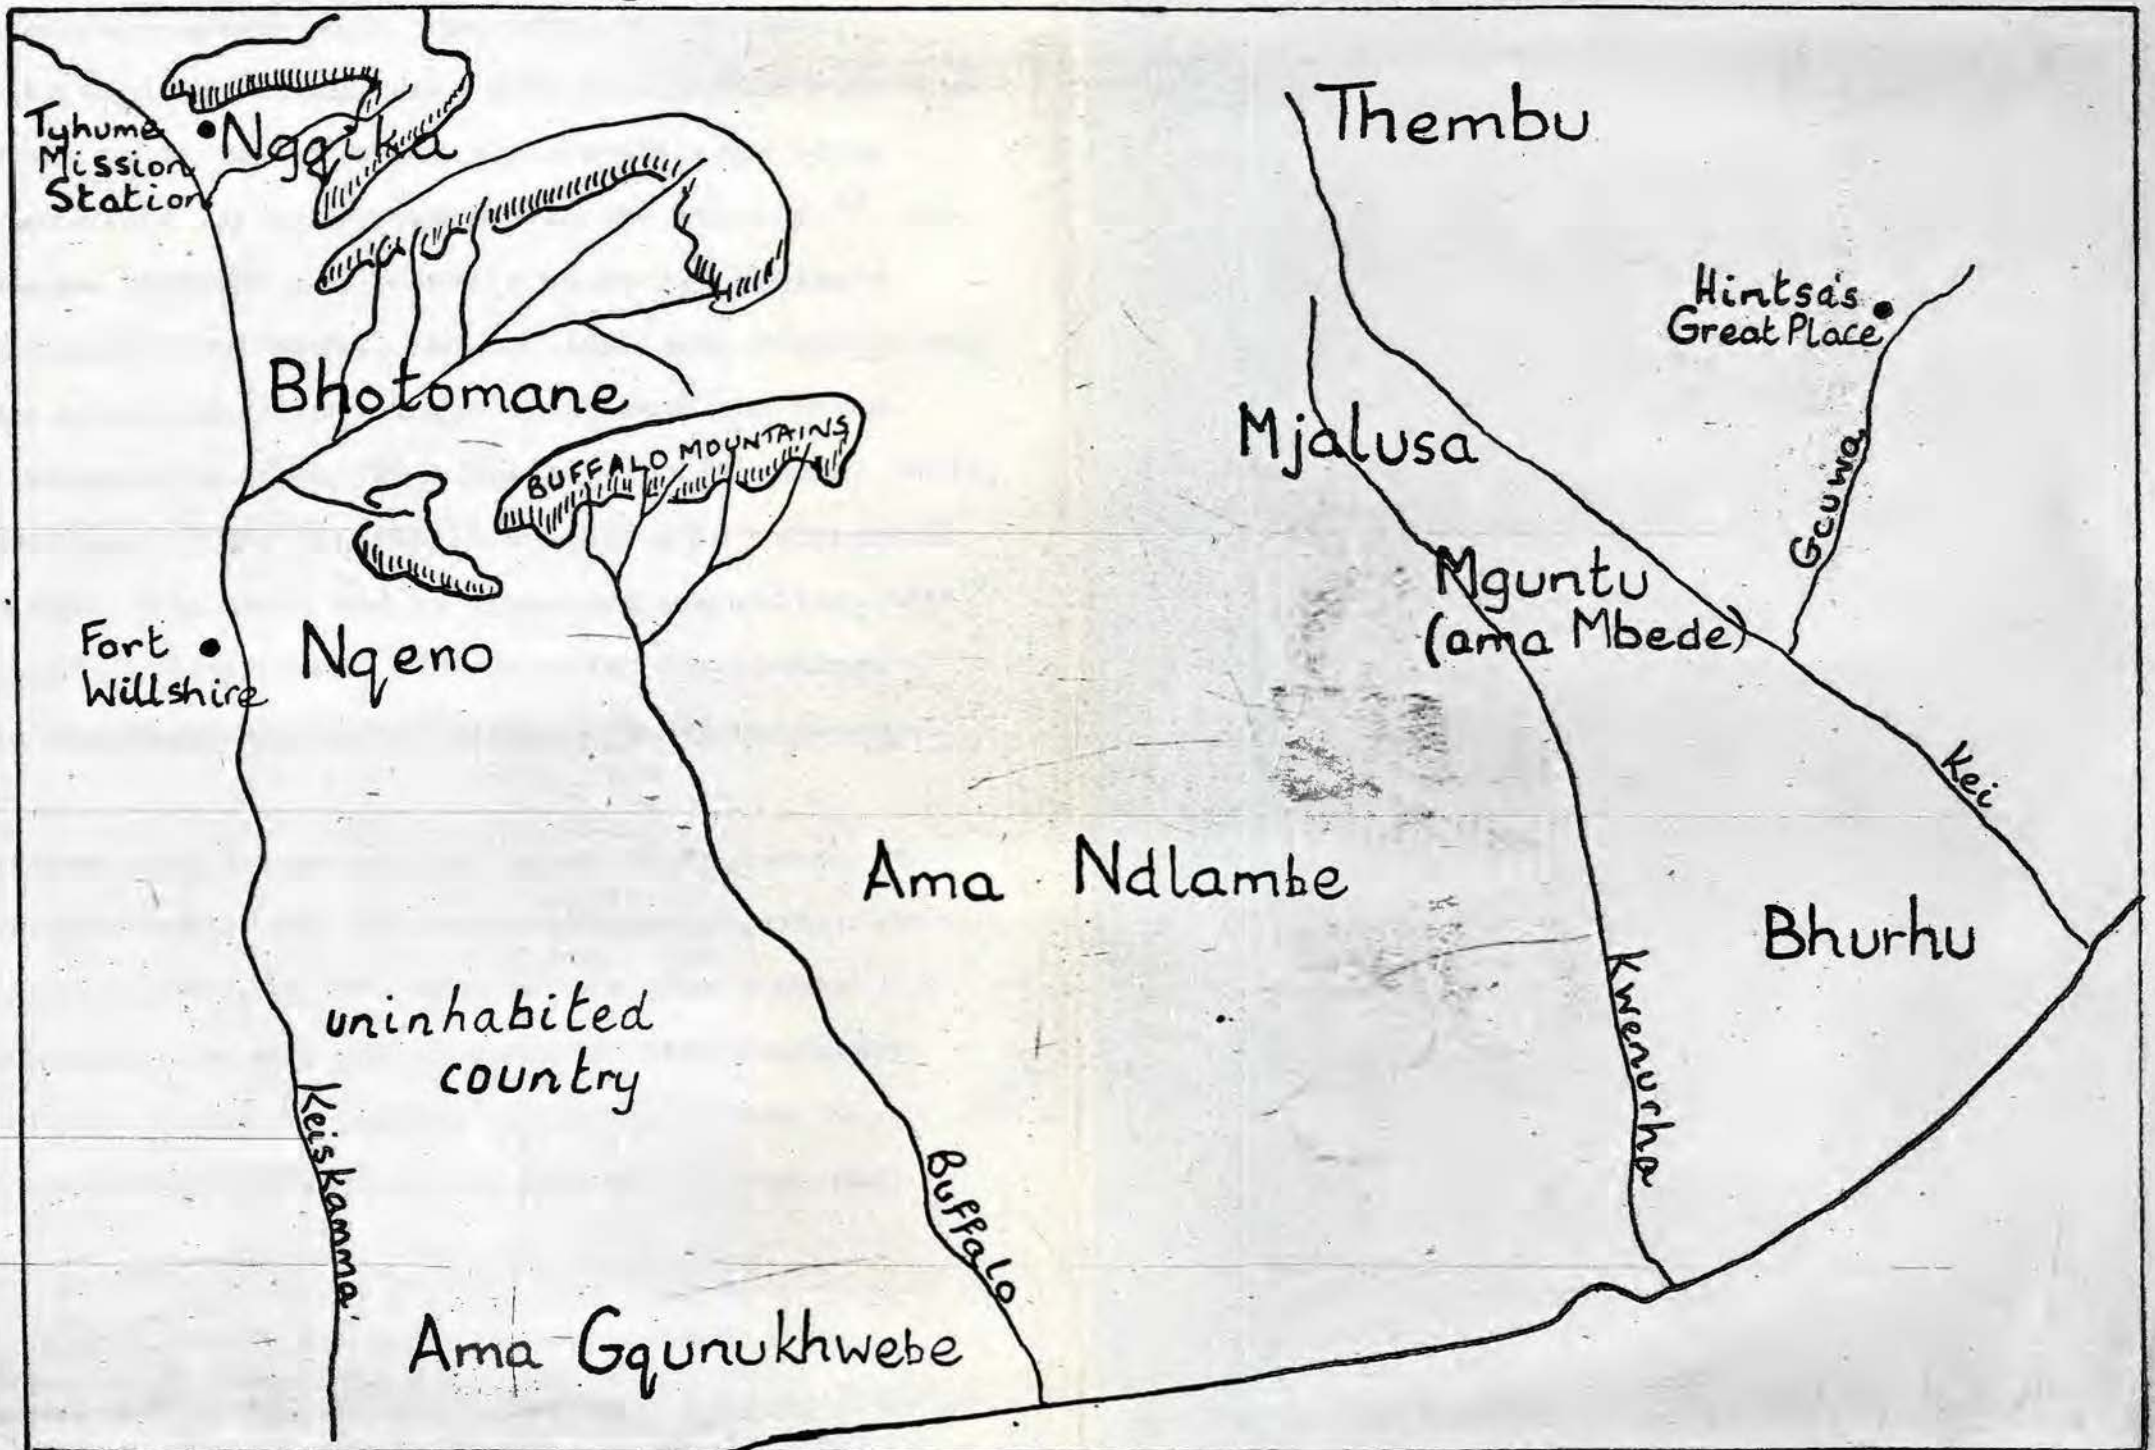 Tyhume
Mission
Station
Ngqika
Thembu
Hintsa's
Great Place
Bhotomane
BUFFALO MOUNTAINS
Mjalusa
Gcuwa
Mguntu
(ama Mbede)
Fort
Willshire
Nqeno
Kei
Ama Ndlambe
Bhurhu
uninhabited
country
Kwenurha
Keiskamma
Buffalo
Ama Gqunukhwebe